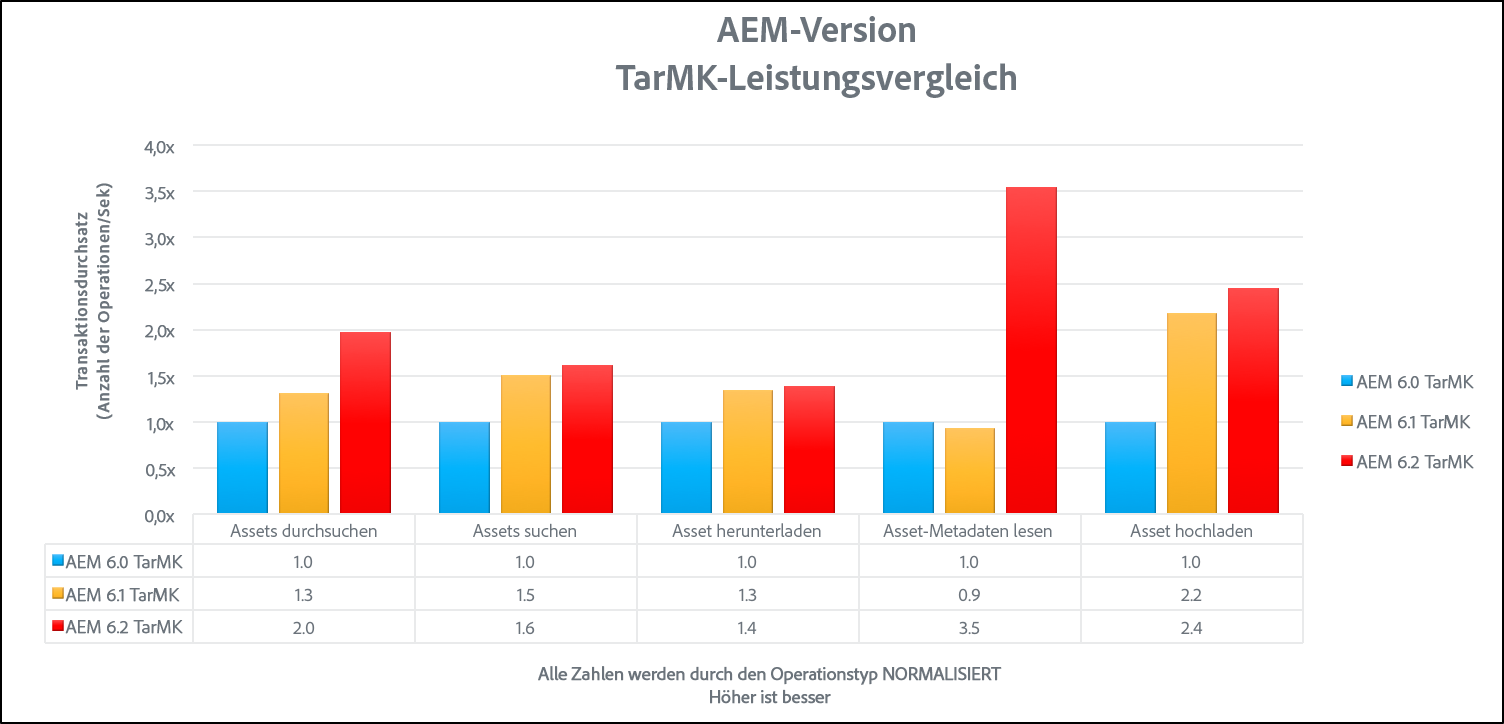 AEM-Version
TarMK-Leistungsvergleich
Transaktionsdurchsatz
(Anzahl der Operationen/Sek)
4,0x
3,5x
3,0x
2,5x
2,0x
1,5x
1,0x
0,5x
0,0x
AEM 6.0 TarMK
AEM 6.1 TarMK
AEM 6.2 TarMK
Assets durchsuchen Assets suchen Asset herunterladen Asset-Metadaten lesen Asset hochladen
AEM 6.0 TarMK 1.0 1.0 1.0 1.0 1.0
AEM 6.1 TarMK 1.3 1.5 1.3 0.9 2.2
AEM 6.2 TarMK 2.0 1.6 1.4 3.5 2.4
Alle Zahlen werden durch den Operationstyp NORMALISIERT
Höher ist besser